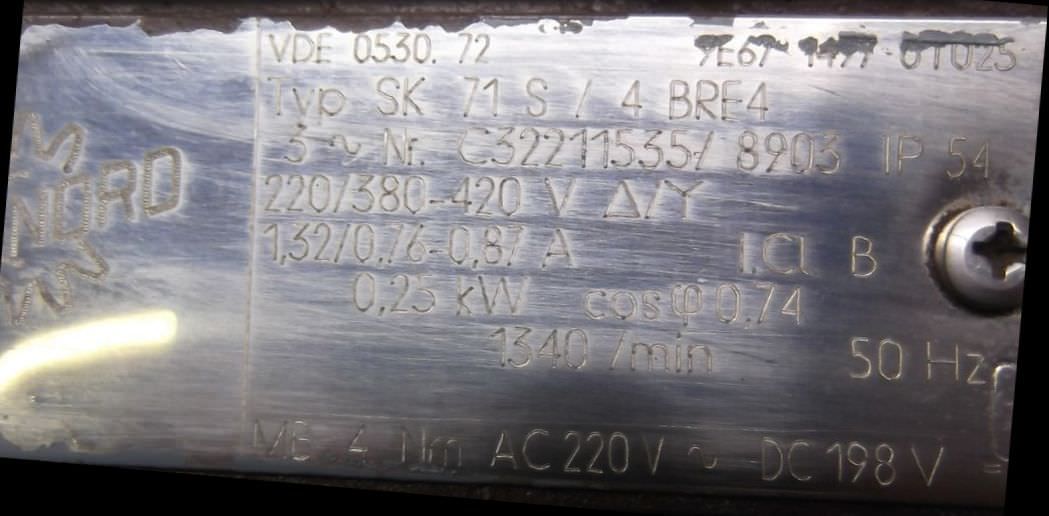 NORD
VDE 0530. 72
Typ SK 71 S / 4 BRE4
3 ~ Nr. C32211535/ 8903 IP 54
220/380-420 V Δ/Y
1,32/0,76-0,87 A I.Cl B
0,25 kW cosφ 0,74
1340 /min 50 Hz
MB 4 Nm AC 220 V ~ DC 198 V =